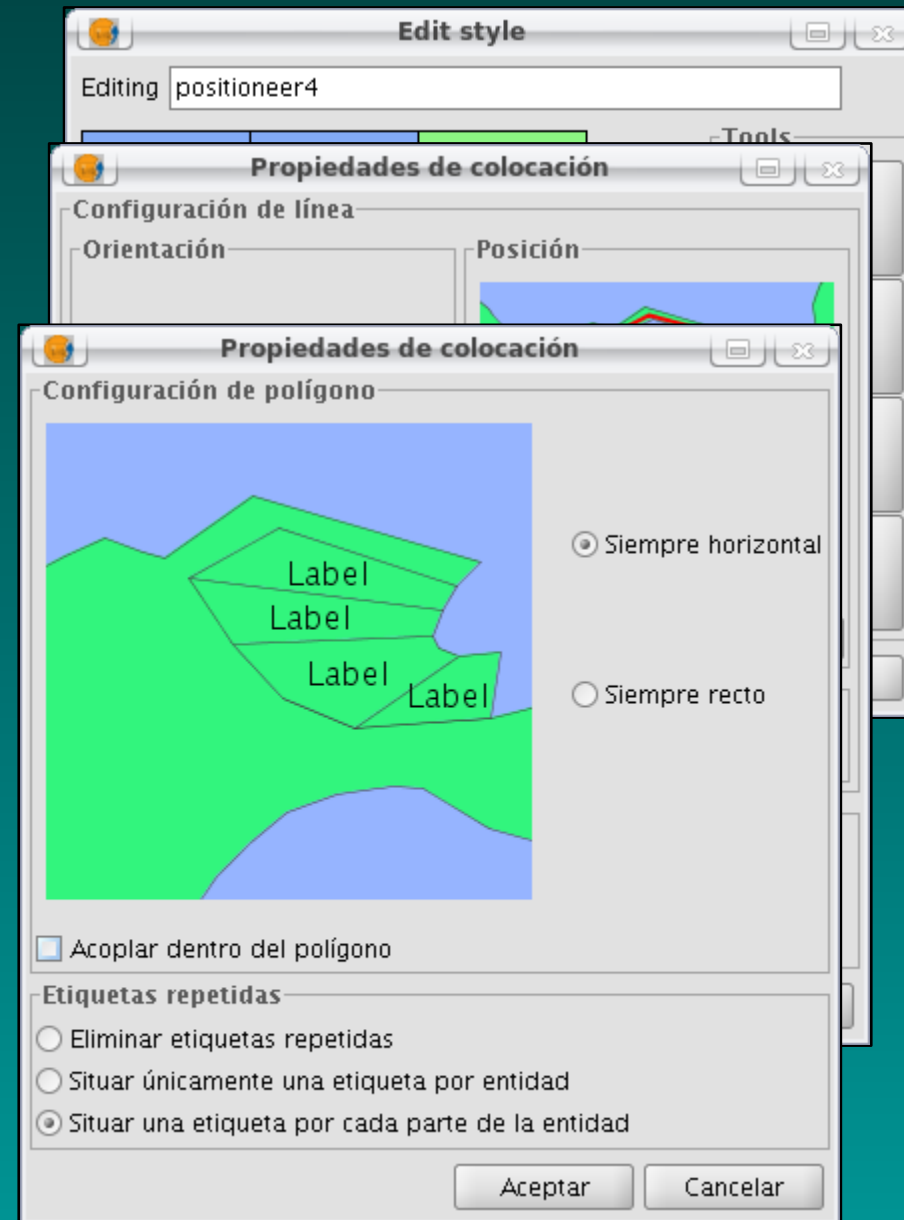 Edit style
Editing positioneer4
Tools
Propiedades de colocación
Configuración de línea
Orientación
Posición
Propiedades de colocación
Configuración de polígono
Label
Label
Label
Label
Siempre horizontal
Siempre recto
Acoplar dentro del polígono
Etiquetas repetidas
Eliminar etiquetas repetidas
Situar únicamente una etiqueta por entidad
Situar una etiqueta por cada parte de la entidad
Aceptar Cancelar